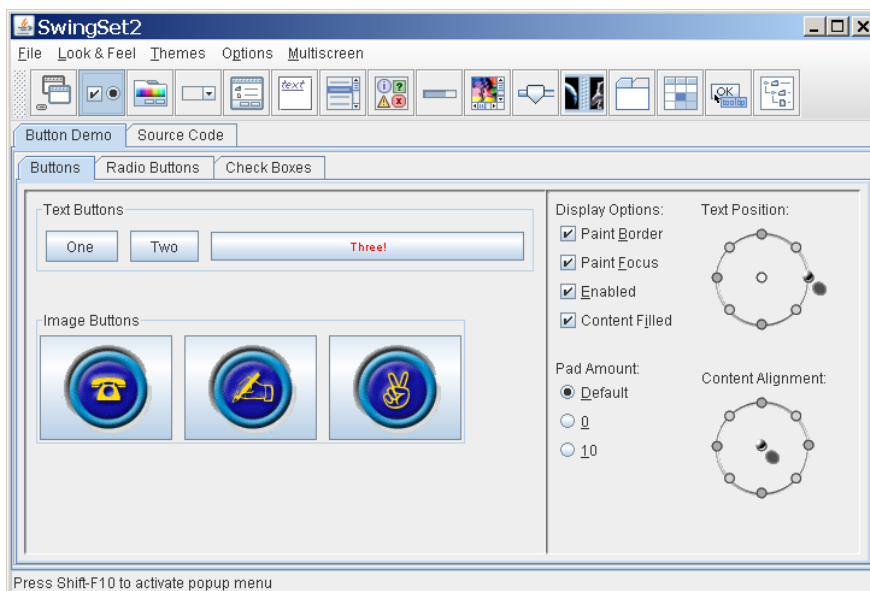 SwingSet2
File Look & Feel Themes Options Multiscreen
text
OK
tooltip
Button Demo Source Code
Buttons Radio Buttons Check Boxes
Text Buttons
One Two Three!
Image Buttons
Display Options:
Paint Border
Paint Focus
Enabled
Content Filled
Text Position:
Pad Amount:
Default
0
10
Content Alignment:
Press Shift-F10 to activate popup menu